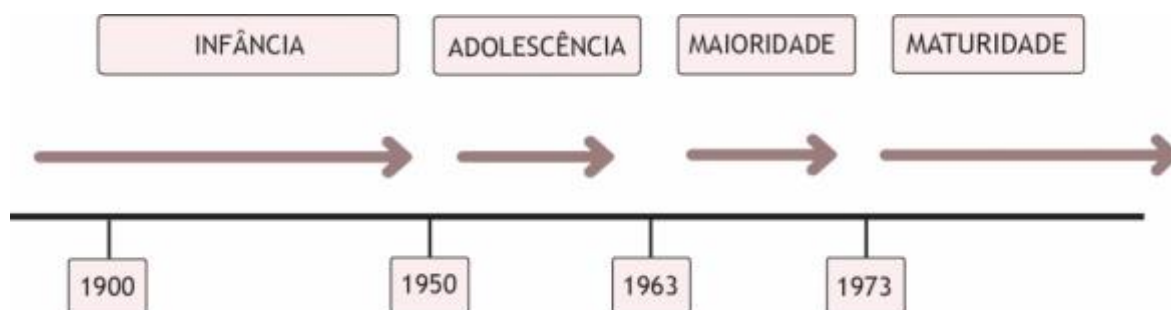 INFÂNCIA
ADOLESCÊNCIA
MAIORIDADE
MATURIDADE
1900
1950
1963
1973